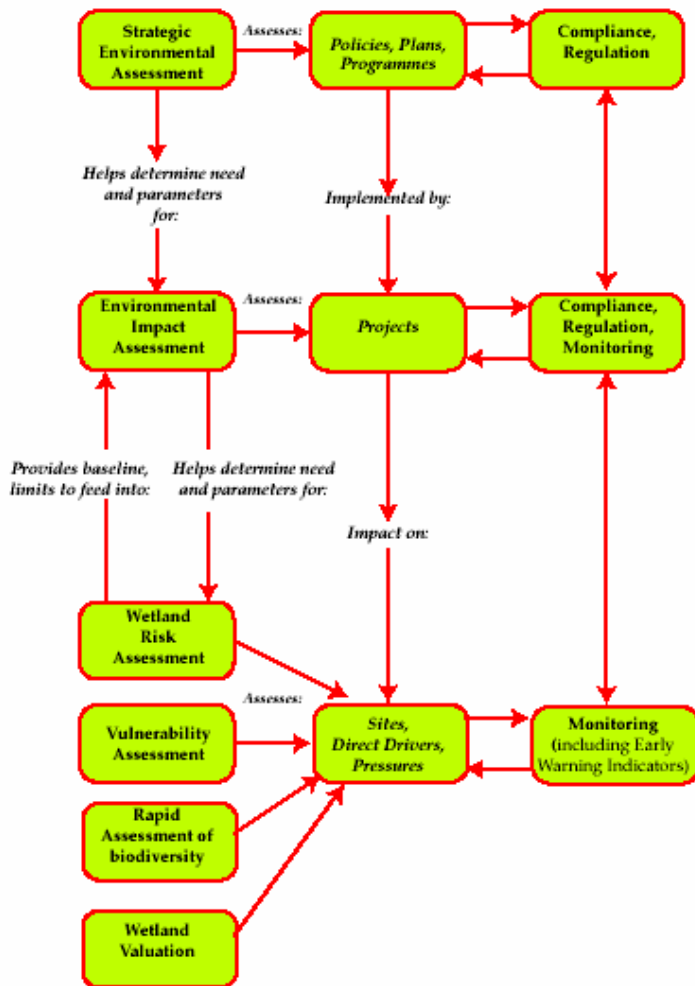 Strategic
Environmental
Assessment
Assesses:
Policies, Plans,
Programmes
Compliance,
Regulation
Helps determine need
and parameters
for:
Implemented by:
Environmental
Impact
Assessment
Assesses:
Projects
Compliance,
Regulation,
Monitoring
Provides baseline,
limits to feed into:
Helps determine need
and parameters for:
Impact on:
Wetland
Risk
Assessment
Assesses:
Vulnerability
Assessment
Sites,
Direct Drivers,
Pressures
Monitoring
(including Early
Warning Indicators)
Rapid
Assessment of
biodiversity
Wetland
Valuation